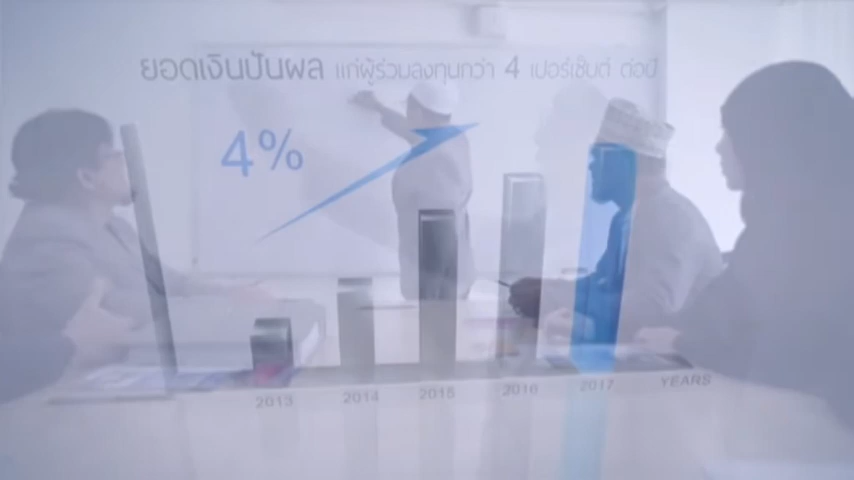 ยอดเงินปันผล แก่ผู้ร่วมลงทุนกว่า 4 เปอร์เซ็นต์ ต่อปี
4%
2013 2014 2015 2016 2017 YEARS